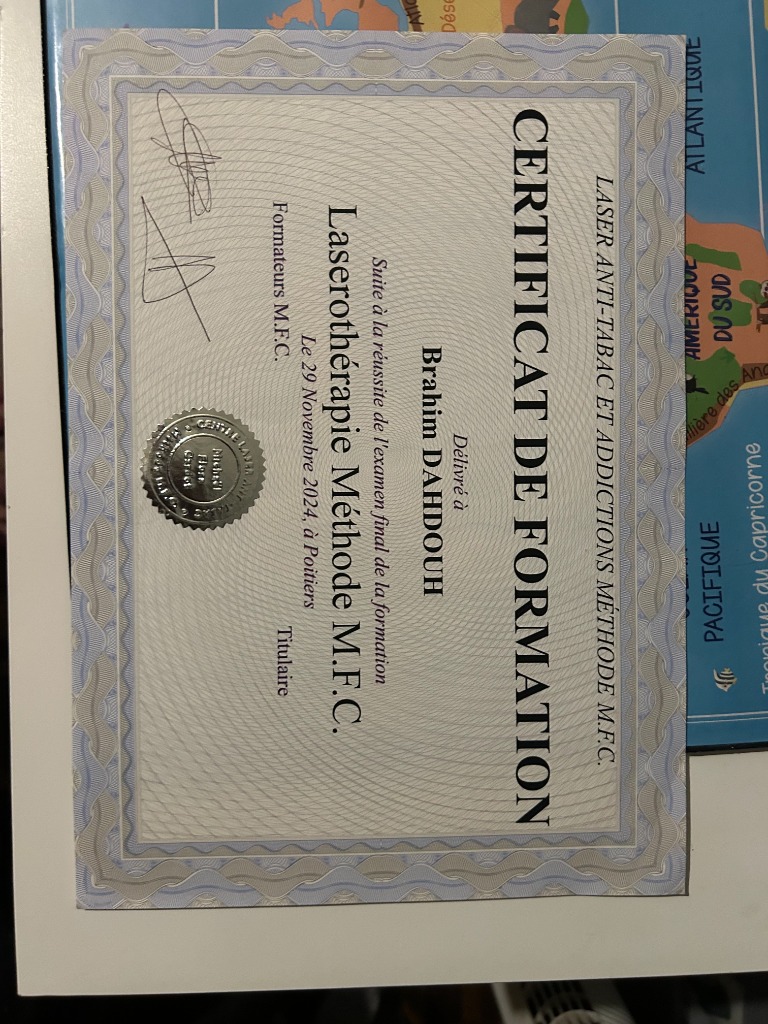 LASER ANTI-TABAC ET ADDICTIONS MÉTHODE M.F.C.
CERTIFICAT DE FORMATION
Délivré à
Brahim DAHDOUH
Suite à la réussite de l'examen final de la formation
Laserothérapie Méthode M.F.C.
Le 29 Novembre 2024, à Poitiers
Formateurs M.F.C.
Titulaire
ATLANTIQUE
AMÉRIQUE
DU SUD
PACIFIQUE
Tropique du Capricorne